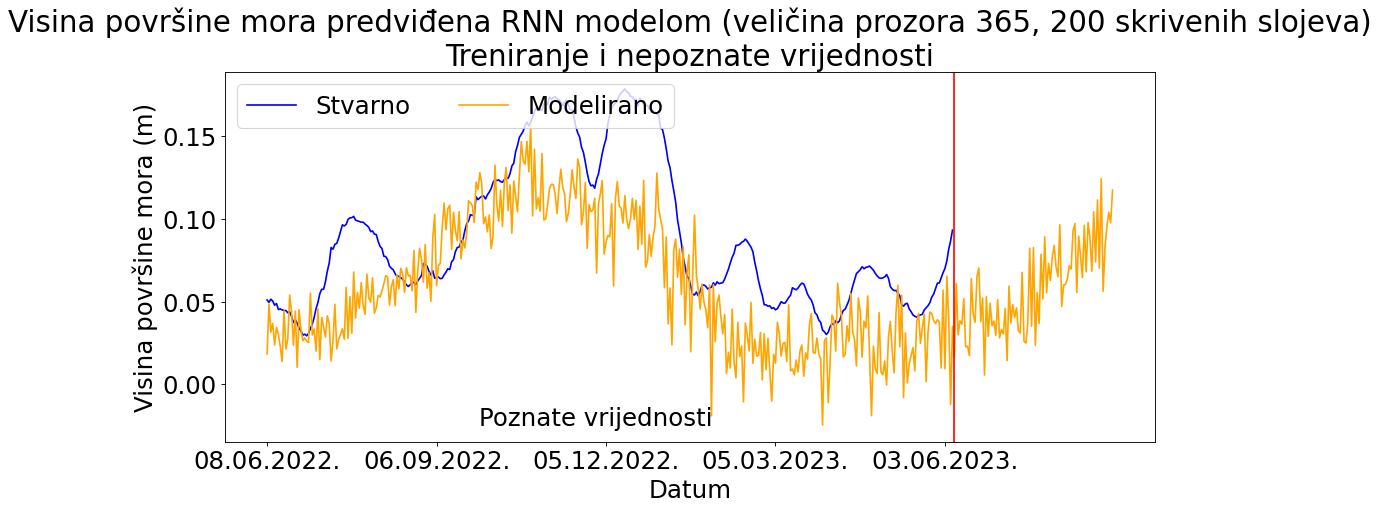 Visina površine mora predviđena RNN modelom (veličina prozora 365, 200 skrivenih slojeva)
Treniranje i nepoznate vrijednosti
Stvarno Modelirano
Visina površine mora (m)
0.15
0.10
0.05
0.00
Poznate vrijednosti
08.06.2022. 06.09.2022. 05.12.2022. 05.03.2023. 03.06.2023.
Datum